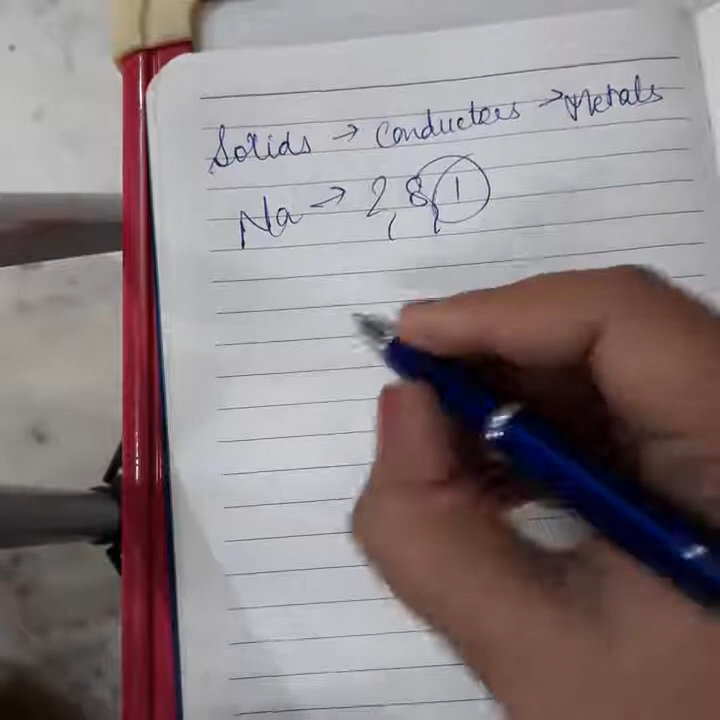 Solids → Conductors → Metals
Na → 2, 8, 1